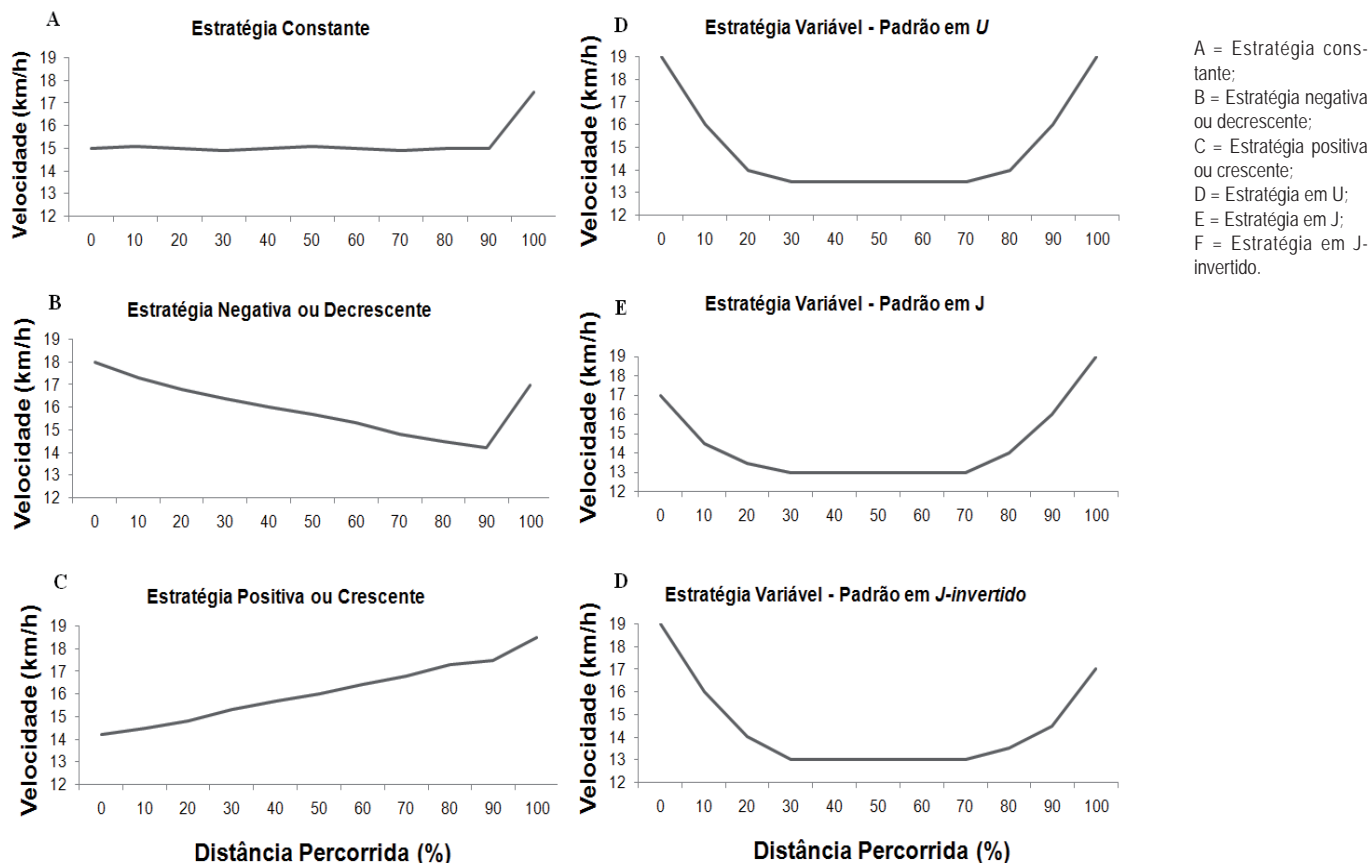 A
Estratégia Constante
Velocidade (km/h)
19
18
17
16
15
14
13
12
0 10 20 30 40 50 60 70 80 90 100
B
Estratégia Negativa ou Decrescente
Velocidade (km/h)
19
18
17
16
15
14
13
12
0 10 20 30 40 50 60 70 80 90 100
C
Estratégia Positiva ou Crescente
Velocidade (km/h)
19
18
17
16
15
14
13
12
0 10 20 30 40 50 60 70 80 90 100
Distância Percorrida (%)
D
Estratégia Variável - Padrão em U
Velocidade (km/h)
19
18
17
16
15
14
13
12
0 10 20 30 40 50 60 70 80 90 100
E
Estratégia Variável - Padrão em J
Velocidade (km/h)
19
18
17
16
15
14
13
12
0 10 20 30 40 50 60 70 80 90 100
D
Estratégia Variável - Padrão em J-invertido
Velocidade (km/h)
19
18
17
16
15
14
13
12
0 10 20 30 40 50 60 70 80 90 100
Distância Percorrida (%)
A = Estratégia cons-
tante;
B = Estratégia negativa
ou decrescente;
C = Estratégia positiva
ou crescente;
D = Estratégia em U;
E = Estratégia em J;
F = Estratégia em J-
invertido.